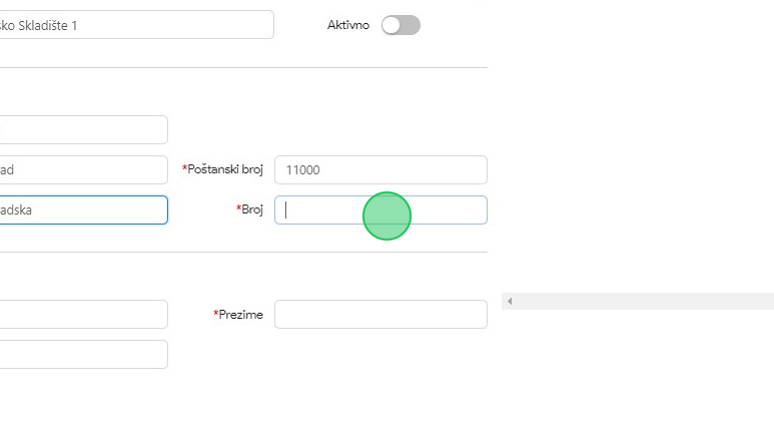 ko Skladište 1
Aktivno
ad
*Poštanski broj
11000
adska
*Broj
*Prezime